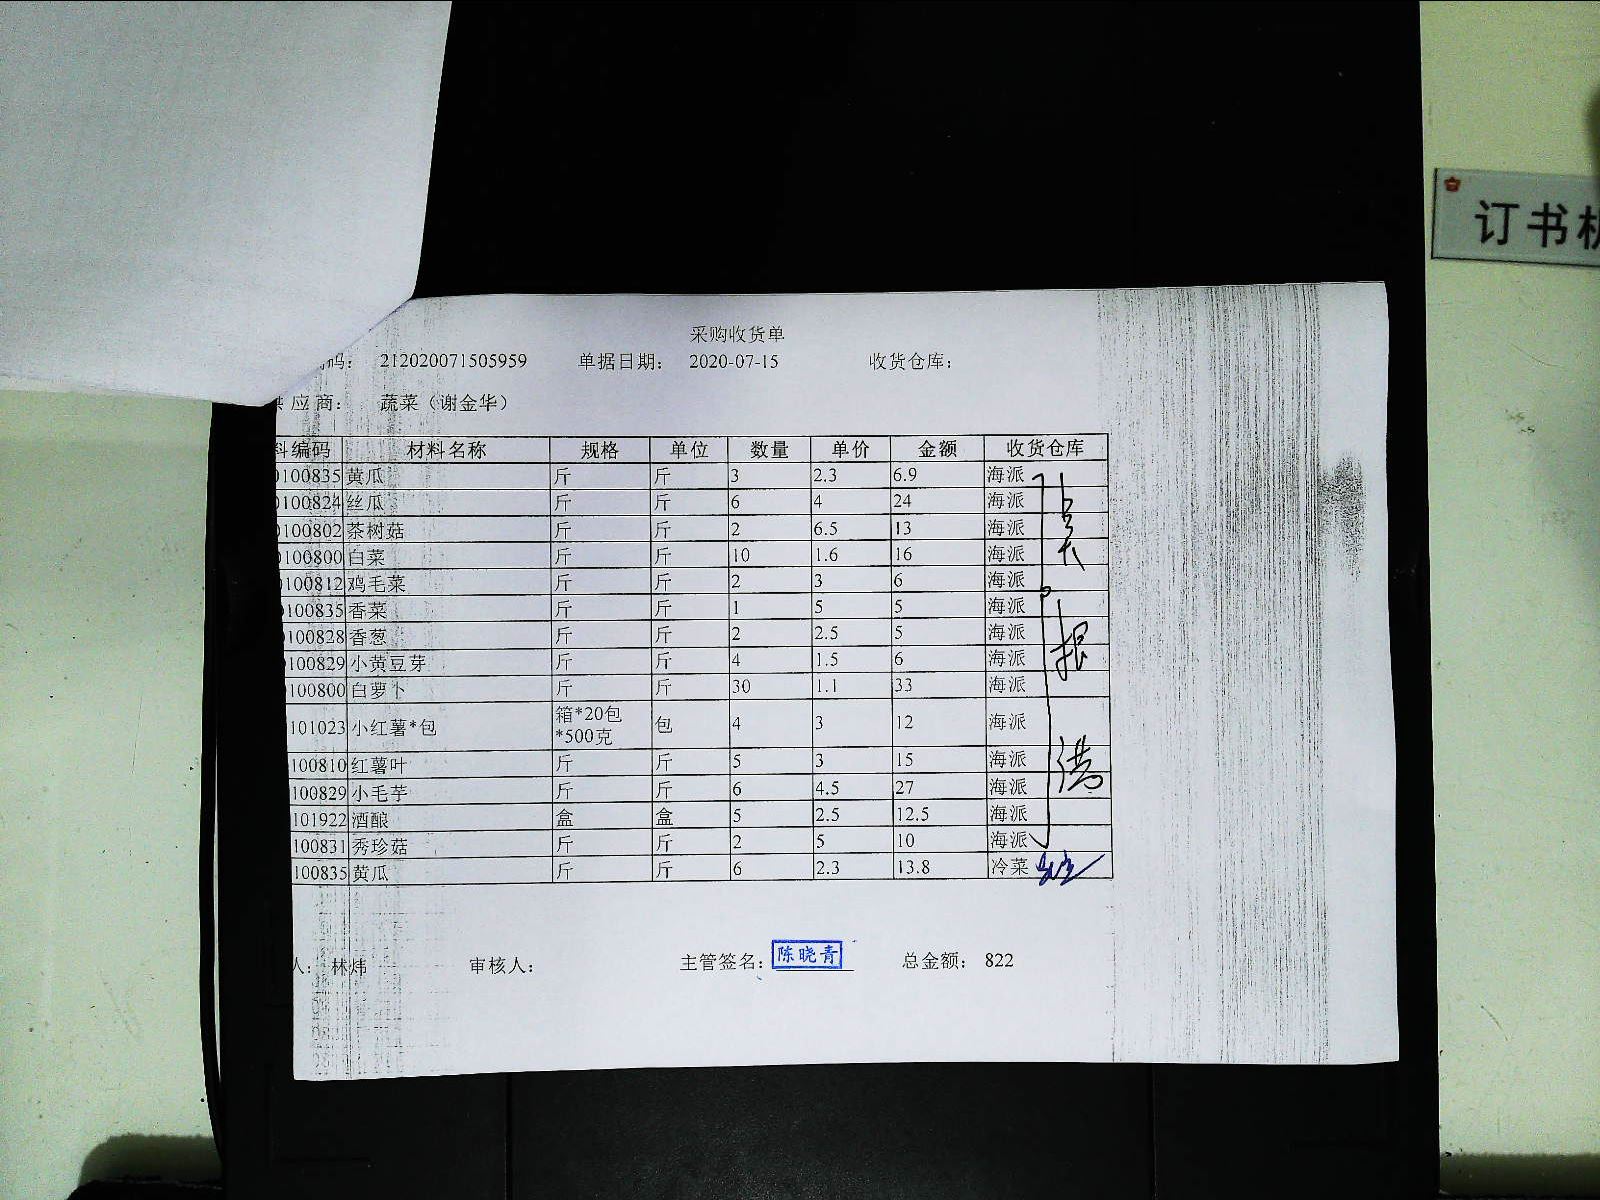 订书机
采购收货单
码： 212020071505959 单据日期： 2020-07-15 收货仓库：
应商： 蔬菜（谢金华）
料编码 材料名称 规格 单位 数量 单价 金额 收货仓库
0100835 黄瓜 斤 斤 3 2.3 6.9 海派
0100824 丝瓜 斤 斤 6 4 24 海派
0100802 茶树菇 斤 斤 2 6.5 13 海派
0100800 白菜 斤 斤 10 1.6 16 海派
0100812 鸡毛菜 斤 斤 2 3 6 海派
0100835 香菜 斤 斤 1 5 5 海派
0100828 香葱 斤 斤 2 2.5 5 海派
0100829 小黄豆芽 斤 斤 4 1.5 6 海派
0100800 白萝卜 斤 斤 30 1.1 33 海派
101023 小红薯*包 箱*20包*500克 包 4 3 12 海派
100810 红薯叶 斤 斤 5 3 15 海派
100829 小毛芋 斤 斤 6 4.5 27 海派
101922 酒酿 盒 盒 5 2.5 12.5 海派
100831 秀珍菇 斤 斤 2 5 10 海派
100835 黄瓜 斤 斤 6 2.3 13.8 冷菜
人： 林炜 审核人： 主管签名： 陈晓青 总金额： 822